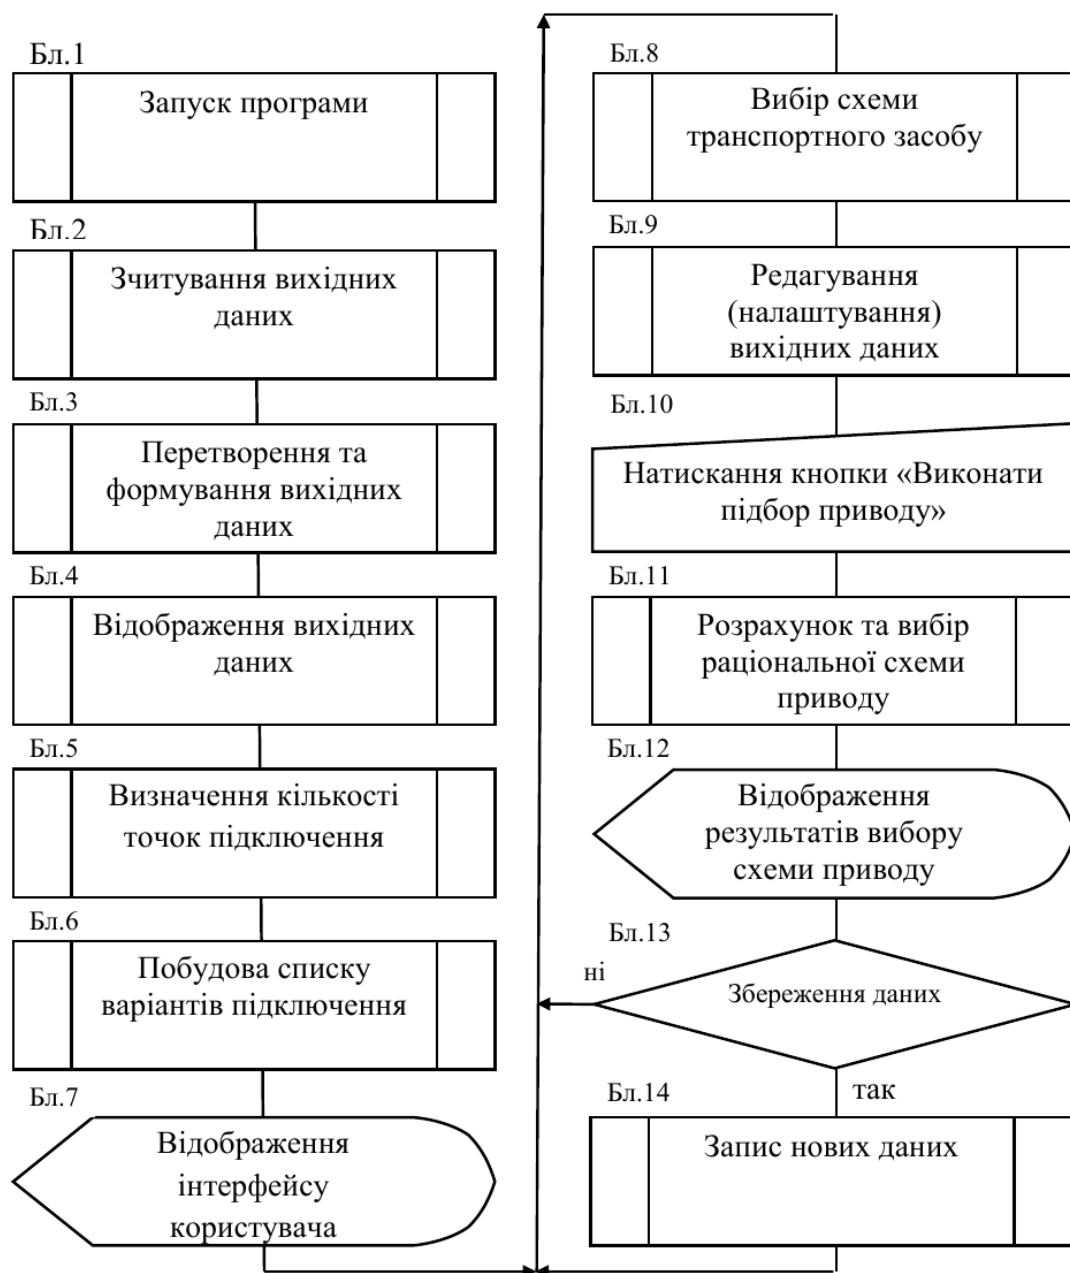 Бл.1
Запуск програми
Бл.2
Зчитування вихідних
даних
Бл.3
Перетворення та
формування вихідних
даних
Бл.4
Відображення вихідних
даних
Бл.5
Визначення кількості
точок підключення
Бл.6
Побудова списку
варіантів підключення
Бл.7
Відображення
інтерфейсу
користувача
Бл.8
Вибір схеми
транспортного засобу
Бл.9
Редагування
(налаштування)
вихідних даних
Бл.10
Натискання кнопки «Виконати
підбор приводу»
Бл.11
Розрахунок та вибір
раціональної схеми
приводу
Бл.12
Відображення
результатів вибору
схеми приводу
Бл.13
ні
Збереження даних
так
Бл.14
Запис нових даних